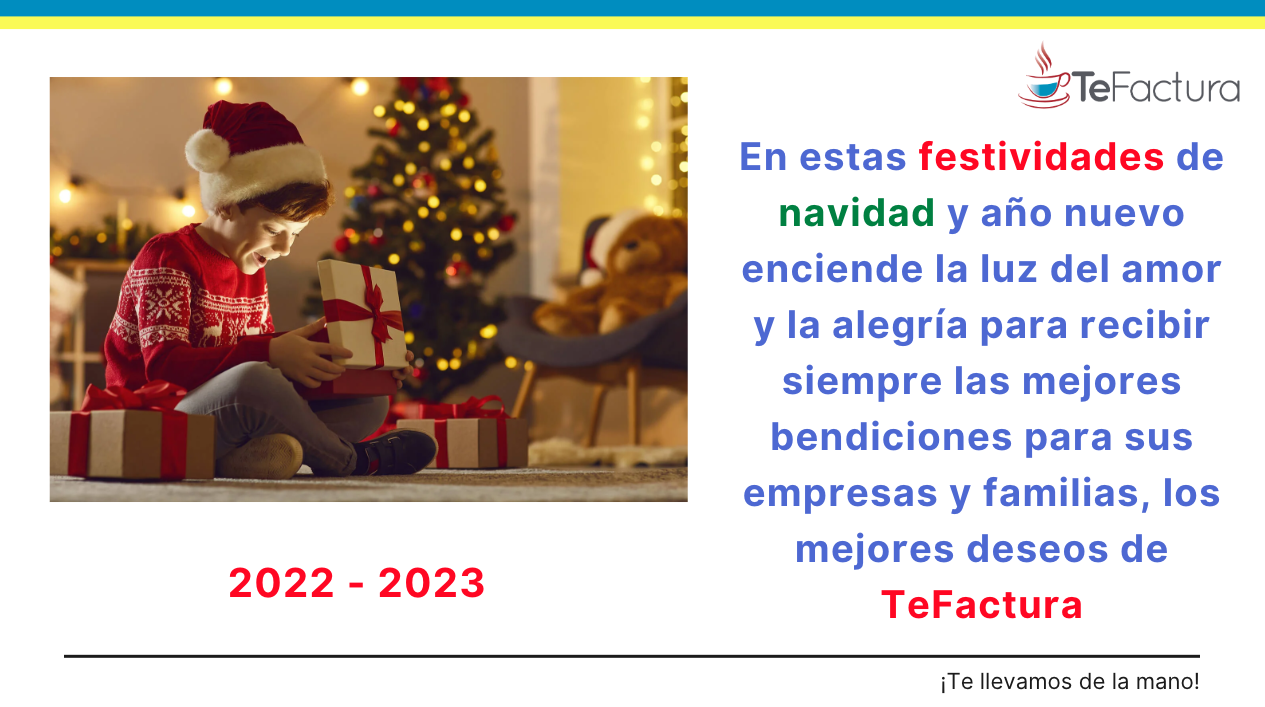 TeFactura
En estas festividades de
navidad y año nuevo
enciende la luz del amor
y la alegría para recibir
siempre las mejores
bendiciones para sus
empresas y familias, los
mejores deseos de
TeFactura
2022 - 2023
¡Te llevamos de la mano!